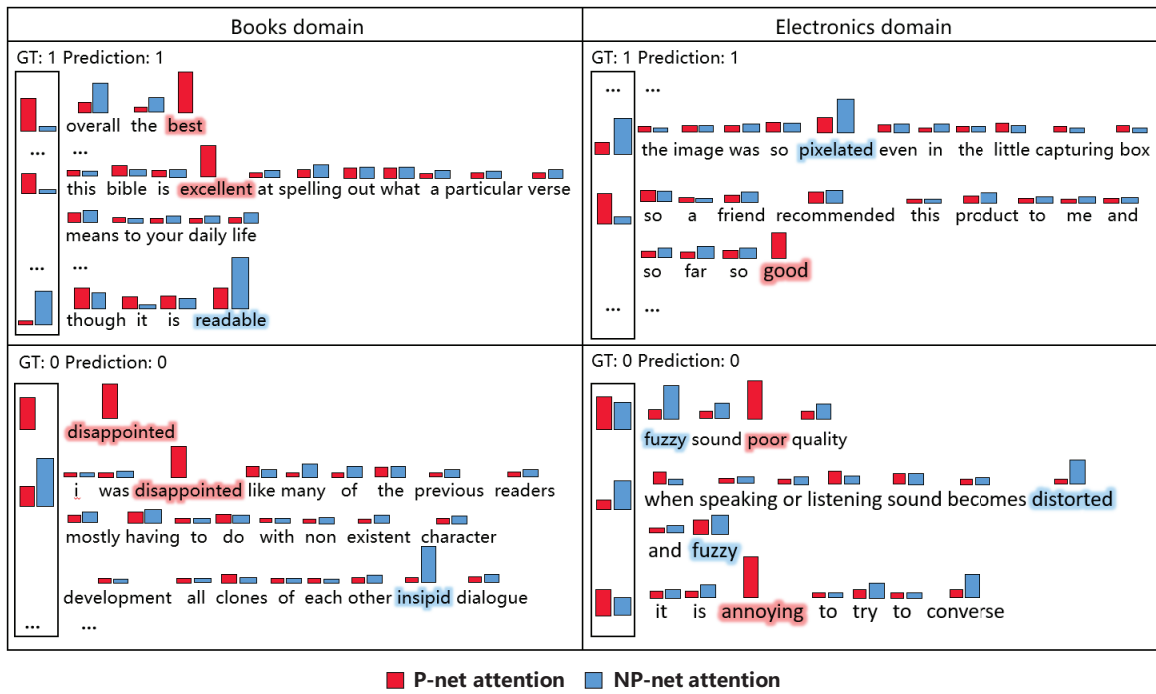 Books domain
Electronics domain
GT: 1 Prediction: 1
overall the best
... ...
this bible is excellent at spelling out what a particular verse
means to your daily life
... ...
though it is readable
GT: 1 Prediction: 1
... ...
the image was so pixelated even in the little capturing box
so a friend recommended this product to me and
so far so good
... ...
GT: 0 Prediction: 0
disappointed
i was disappointed like many of the previous readers
mostly having to do with non existent character
development all clones of each other insipid dialogue
... ...
GT: 0 Prediction: 0
fuzzy sound poor quality
when speaking or listening sound becomes distorted
and fuzzy
it is annoying to try to converse
P-net attention NP-net attention